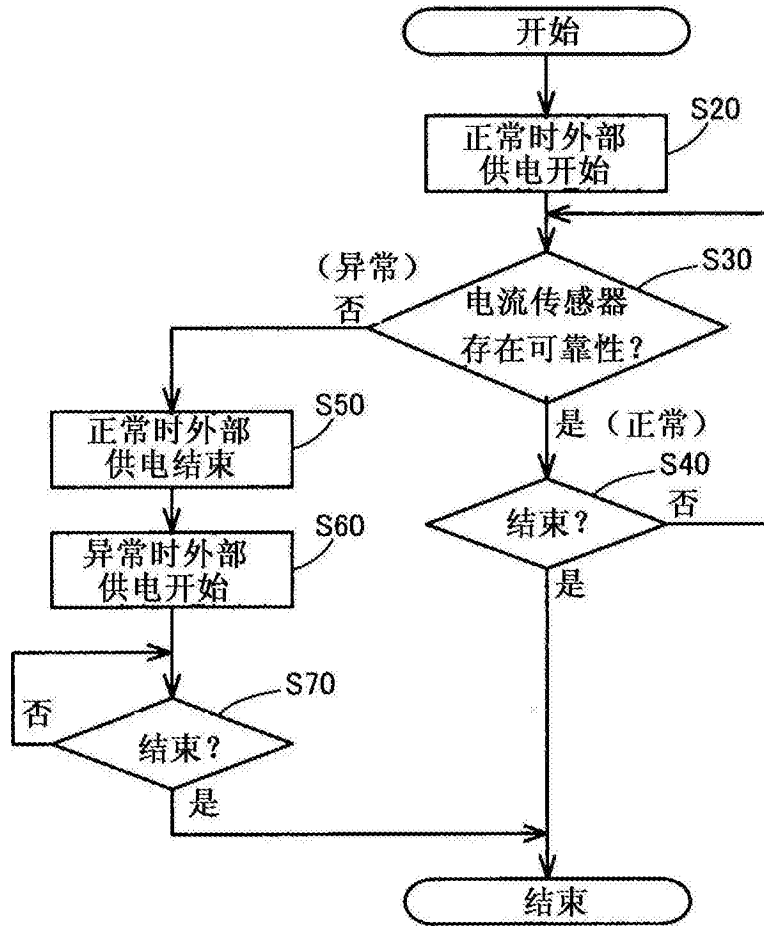 开始
S20
正常时外部
供电开始
S30
(异常)
否
电流传感器
存在可靠性?
是(正常)
S50
正常时外部
供电结束
S40
结束?
否
是
S60
异常时外部
供电开始
S70
否
结束?
是
结束